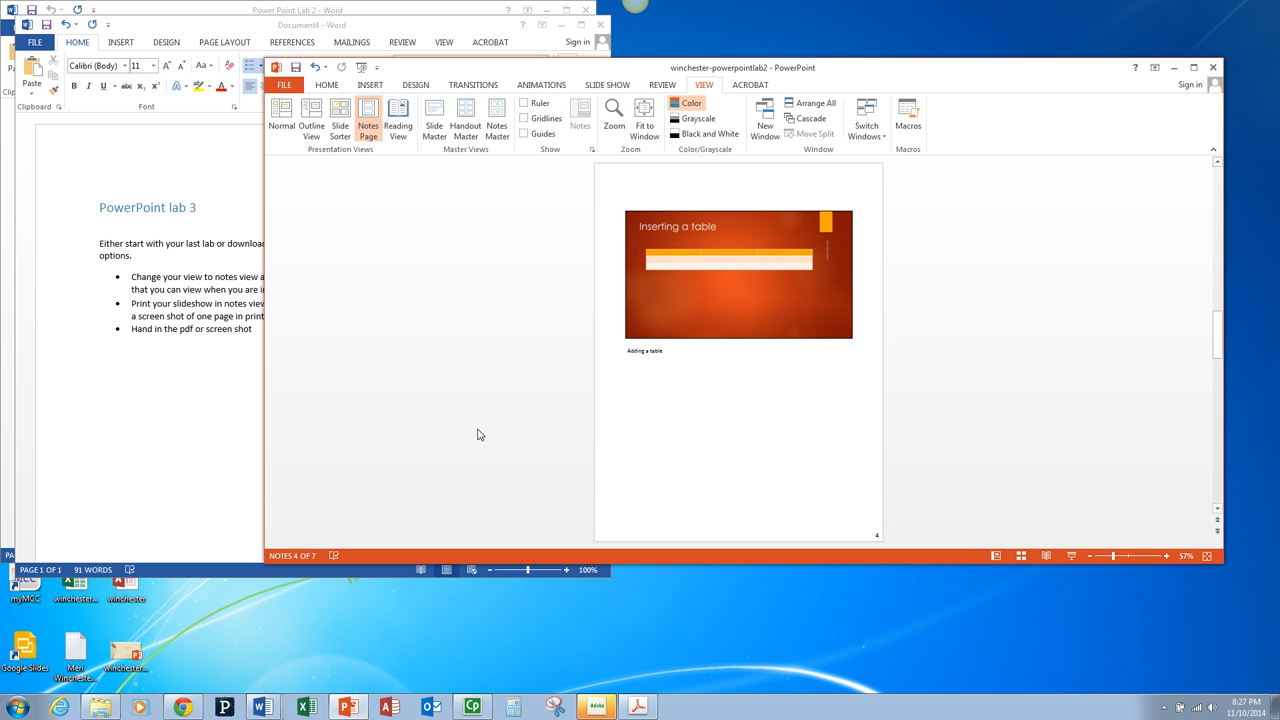 Power Point Lab 2 - Word
Document4 - Word
FILE HOME INSERT DESIGN PAGE LAYOUT REFERENCES MAILINGS REVIEW VIEW ACROBAT Sign in
Calibri (Body) 11
Paste
Clipboard Font
PowerPoint lab 3
Either start with your last lab or download
options.
• Change your view to notes view a
that you can view when you are i
• Print your slideshow in notes view
a screen shot of one page in print
• Hand in the pdf or screen shot
PAGE 1 OF 1 91 WORDS 100%
winchester-powerpointlab2 - PowerPoint
FILE HOME INSERT DESIGN TRANSITIONS ANIMATIONS SLIDE SHOW REVIEW VIEW ACROBAT Sign in
Normal
Outline View
Slide Sorter
Notes Page
Reading View
Presentation Views
Slide Master
Handout Master
Notes Master
Master Views
Ruler
Gridlines
Guides
Notes
Show
Zoom
Fit to Window
Zoom
Color
Grayscale
Black and White
Color/Grayscale
New Window
Arrange All
Cascade
Move Split
Switch Windows
Window
Macros
Macros
Inserting a table
Adding a table
4
NOTES 4 OF 7 57%
myMCC
winchester...
winchester
Google Slides
Meri Wincheste...
winchester...
8:27 PM
11/10/2014